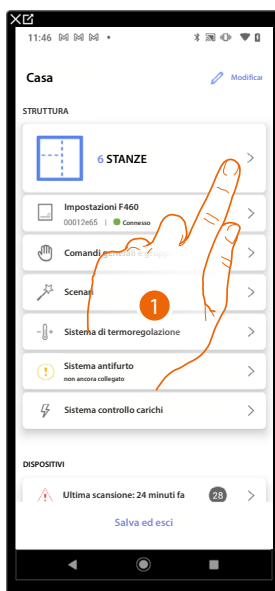 11:46
Casa
Modificar
STRUTTURA
6 STANZE
Impostazioni F460
00012e65 | Connesso
Comandi generali e gruppi
Scenari
1
Sistema di termoregolazione
Sistema antifurto
non ancora collegato
Sistema controllo carichi
DISPOSITIVI
Ultima scansione: 24 minuti fa
28
Salva ed esci